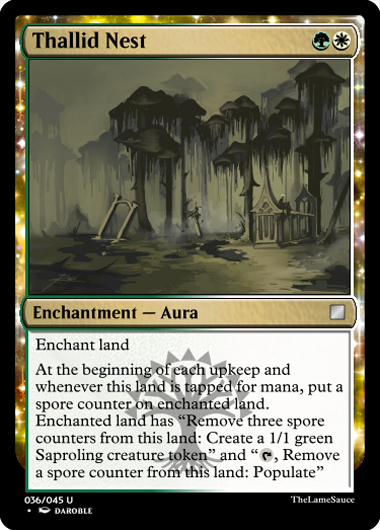 Thallid Nest
Enchantment — Aura
Enchant land
At the beginning of each upkeep and
whenever this land is tapped for mana, put a
spore counter on enchanted land.
Enchanted land has “Remove three spore
counters from this land: Create a 1/1 green
Saproling creature token” and “, Remove
a spore counter from this land: Populate”
036/045 U
TheLameSauce
• DAROBLE